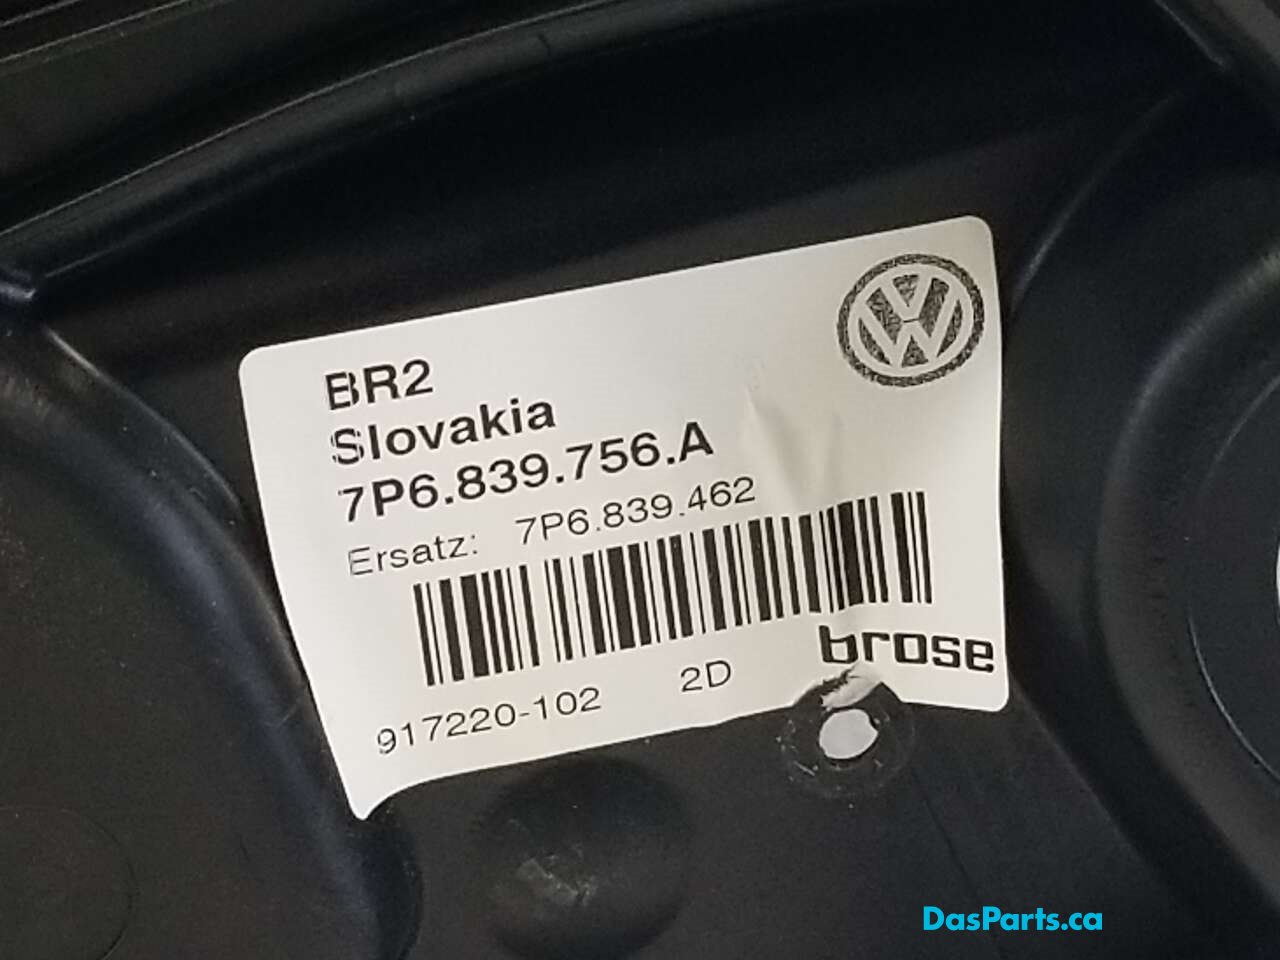 BR2
Slovakia
7P6.839.756.A
Ersatz: 7P6.839.462
brose
917220-102 2D
DasParts.ca